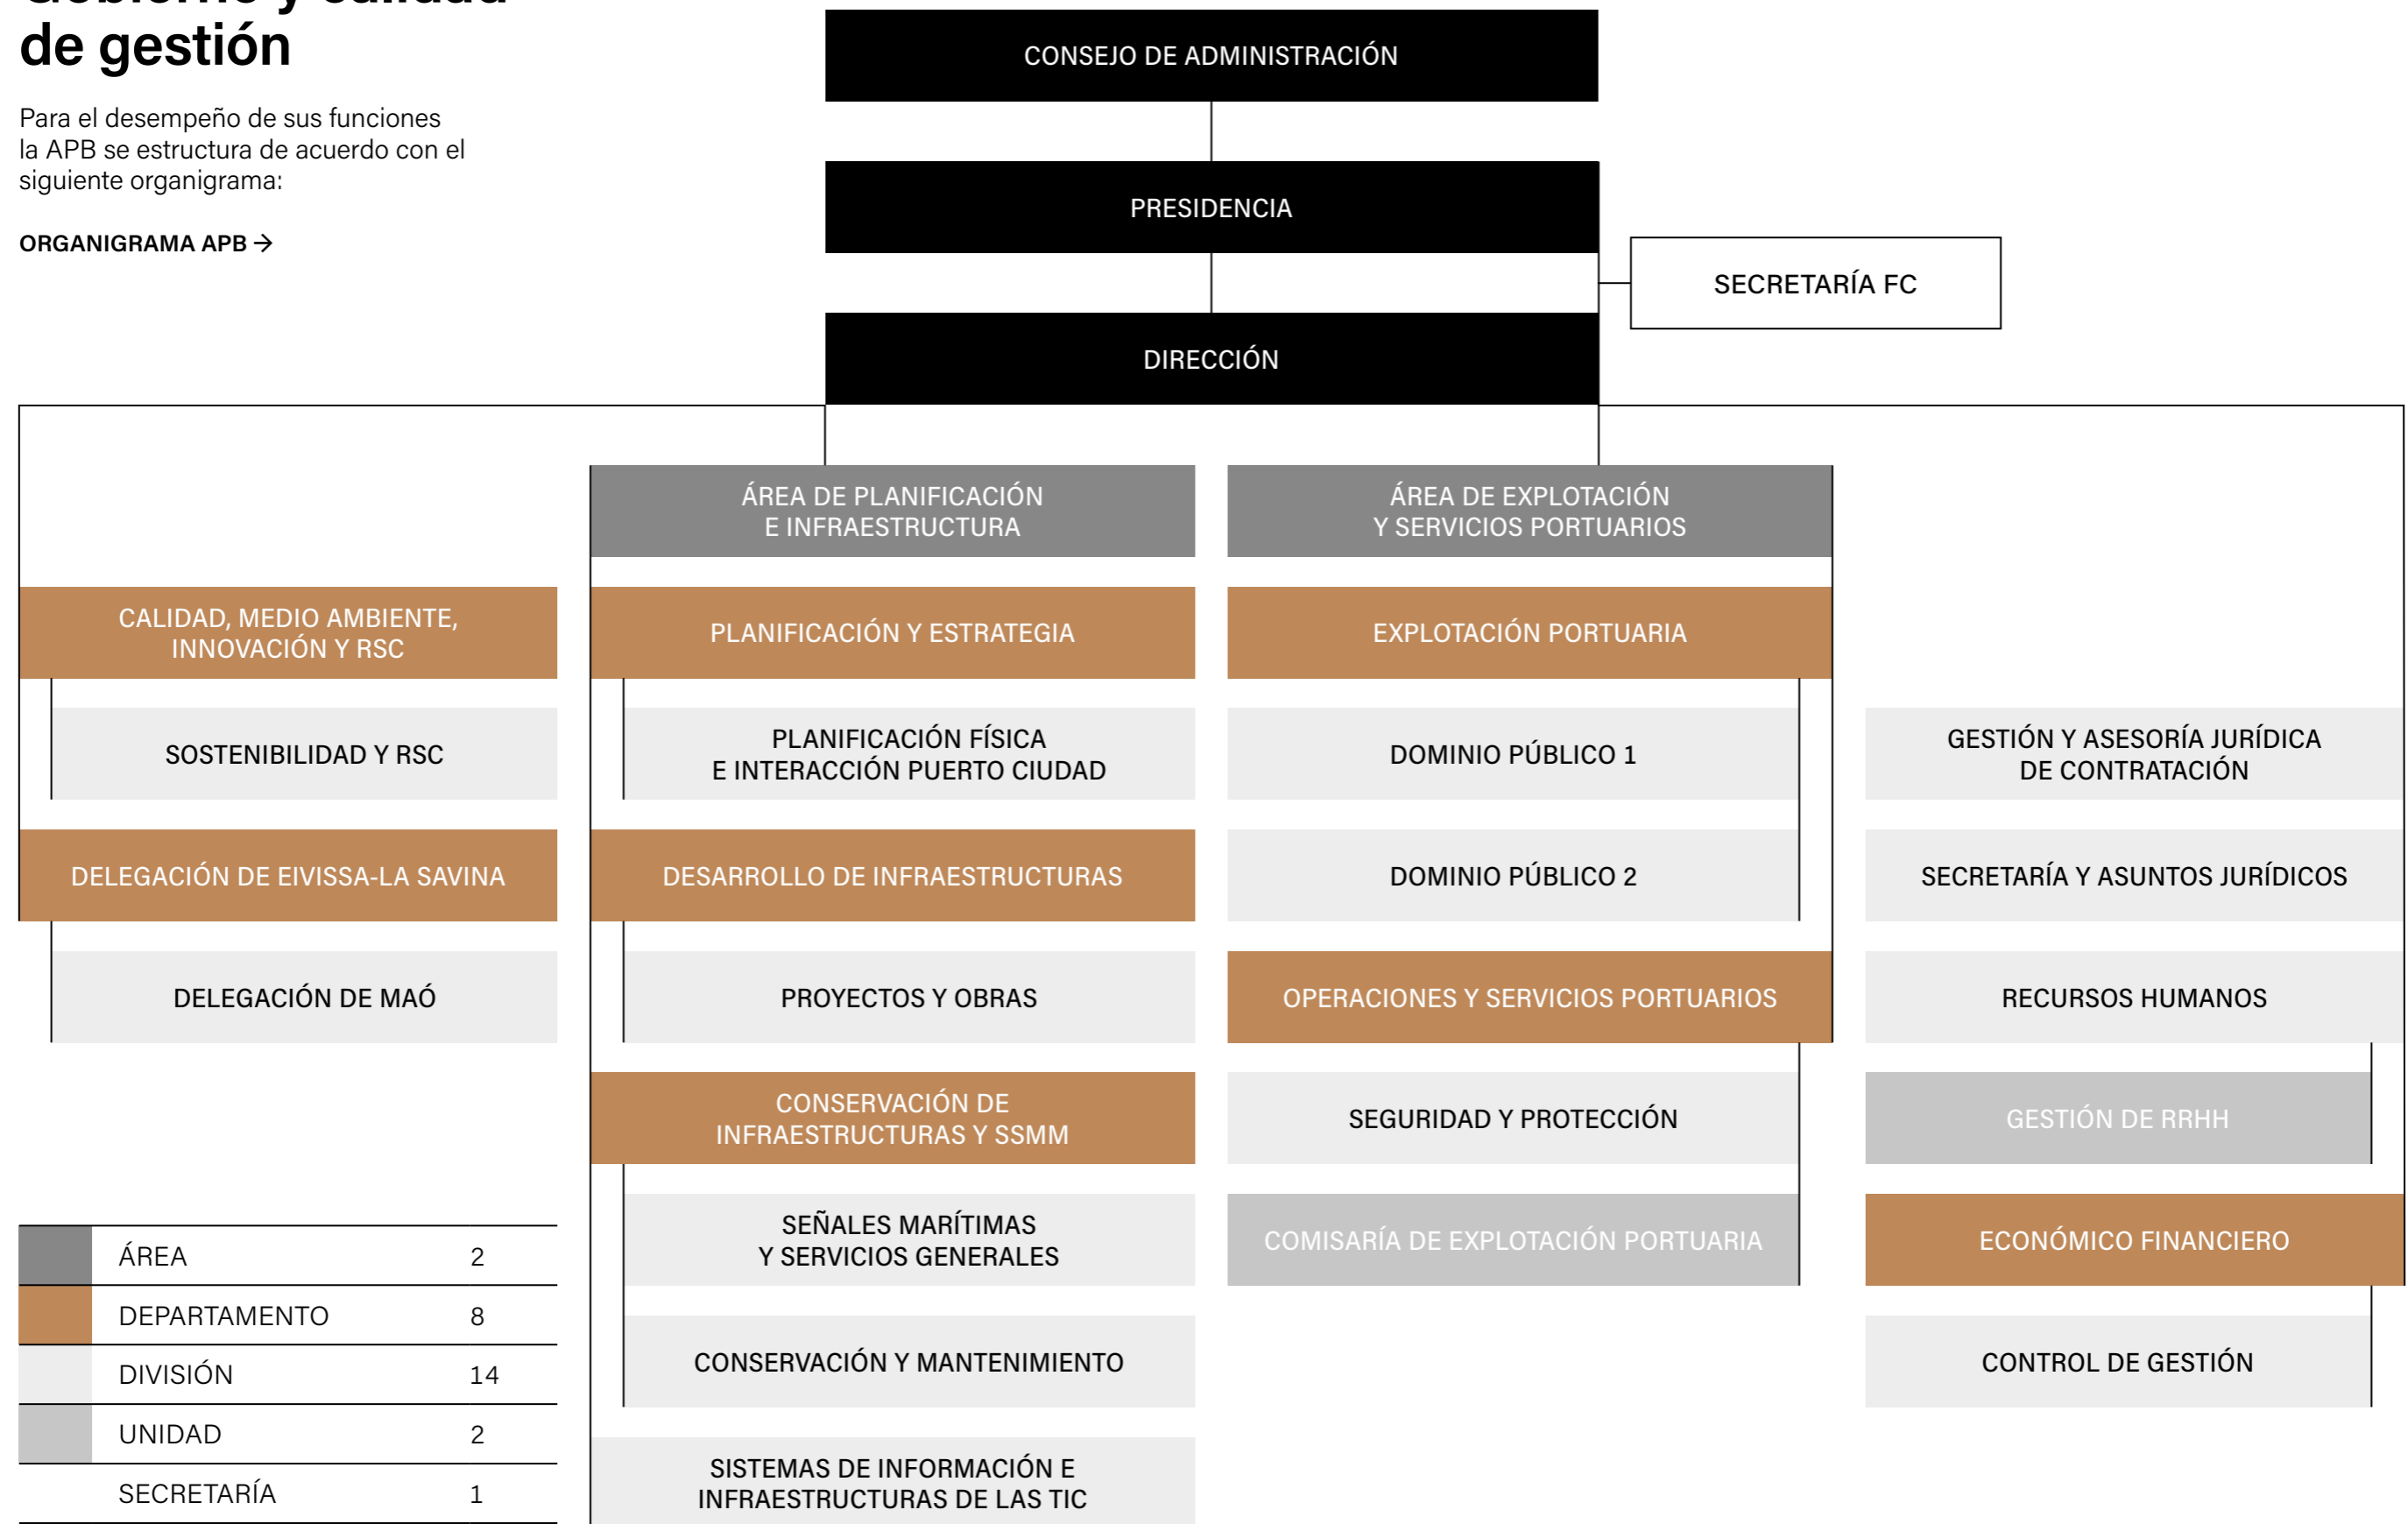 de gestión
Para el desempeño de sus funciones
la APB se estructura de acuerdo con el
siguiente organigrama:
ORGANIGRAMA APB →
CONSEJO DE ADMINISTRACIÓN
PRESIDENCIA
SECRETARÍA FC
DIRECCIÓN
ÁREA DE PLANIFICACIÓN
E INFRAESTRUCTURA
ÁREA DE EXPLOTACIÓN
Y SERVICIOS PORTUARIOS
CALIDAD, MEDIO AMBIENTE,
INNOVACIÓN Y RSC
SOSTENIBILIDAD Y RSC
DELEGACIÓN DE EIVISSA-LA SAVINA
DELEGACIÓN DE MAÓ
PLANIFICACIÓN Y ESTRATEGIA
PLANIFICACIÓN FÍSICA
E INTERACCIÓN PUERTO CIUDAD
DESARROLLO DE INFRAESTRUCTURAS
PROYECTOS Y OBRAS
CONSERVACIÓN DE
INFRAESTRUCTURAS Y SSMM
SEÑALES MARÍTIMAS
Y SERVICIOS GENERALES
CONSERVACIÓN Y MANTENIMIENTO
SISTEMAS DE INFORMACIÓN E
INFRAESTRUCTURAS DE LAS TIC
EXPLOTACIÓN PORTUARIA
DOMINIO PÚBLICO 1
DOMINIO PÚBLICO 2
OPERACIONES Y SERVICIOS PORTUARIOS
SEGURIDAD Y PROTECCIÓN
COMISARÍA DE EXPLOTACIÓN PORTUARIA
GESTIÓN Y ASESORÍA JURÍDICA
DE CONTRATACIÓN
SECRETARÍA Y ASUNTOS JURÍDICOS
RECURSOS HUMANOS
GESTIÓN DE RRHH
ECONÓMICO FINANCIERO
CONTROL DE GESTIÓN
ÁREA 2
DEPARTAMENTO 8
DIVISIÓN 14
UNIDAD 2
SECRETARÍA 1